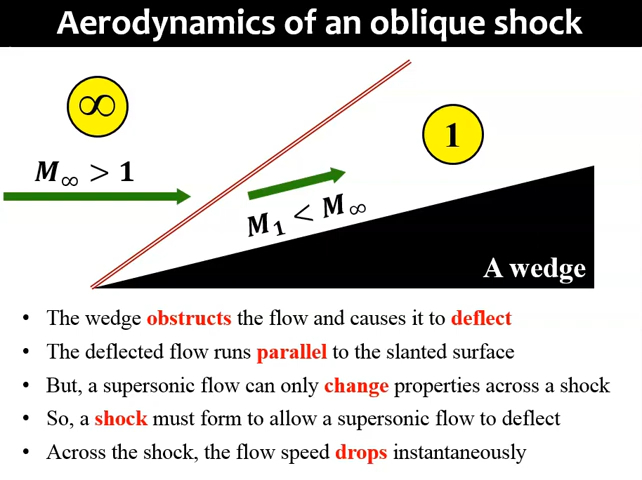 Aerodynamics of an oblique shock
∞
1
M∞ > 1
M₁ < M∞
A wedge
• The wedge obstructs the flow and causes it to deflect
• The deflected flow runs parallel to the slanted surface
• But, a supersonic flow can only change properties across a shock
• So, a shock must form to allow a supersonic flow to deflect
• Across the shock, the flow speed drops instantaneously